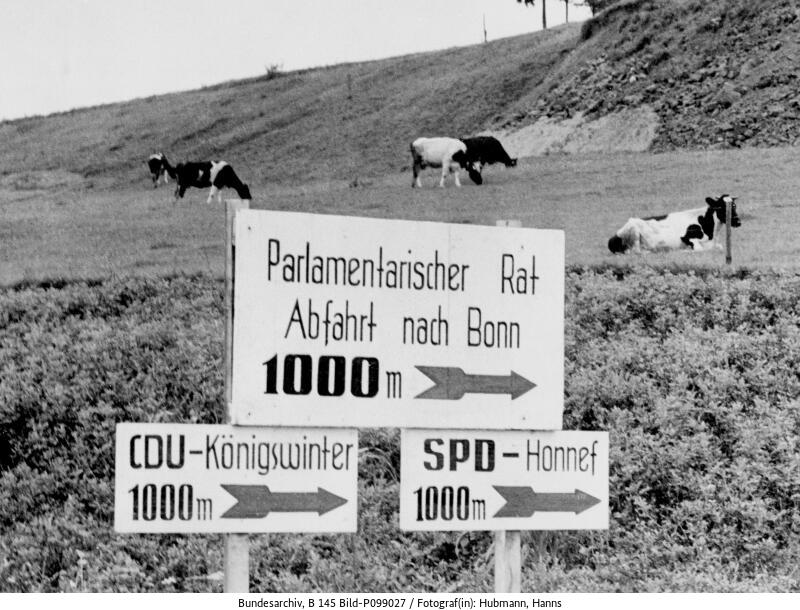 Parlamentarischer Rat
Abfahrt nach Bonn
1000 m
CDU-Königswinter
1000 m
SPD-Honnef
1000 m
Bundesarchiv, B 145 Bild-P099027 / Fotograf(in): Hubmann, Hanns